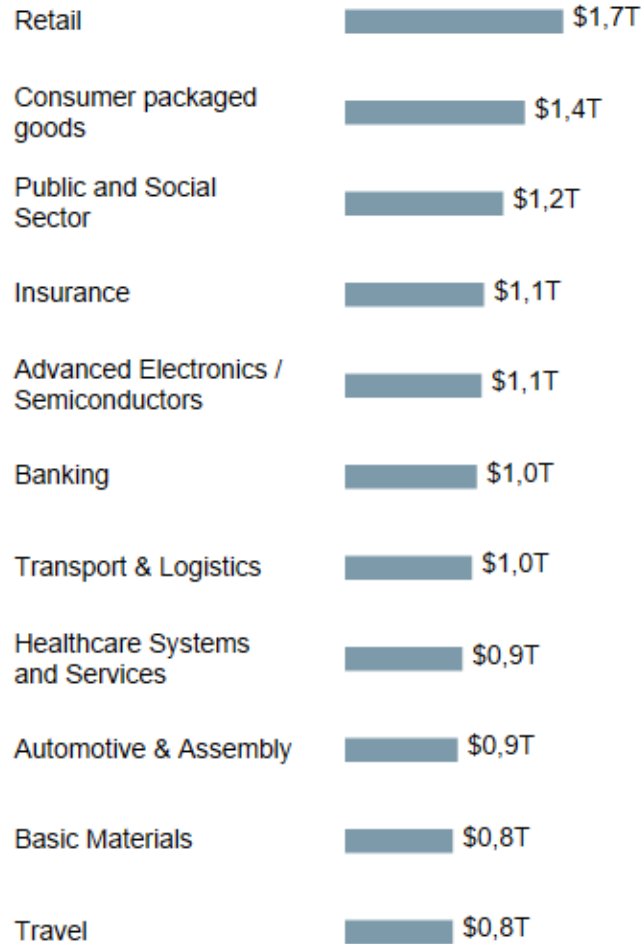 Retail $1,7T
Consumer packaged
goods $1,4T
Public and Social
Sector $1,2T
Insurance $1,1T
Advanced Electronics /
Semiconductors $1,1T
Banking $1,0T
Transport & Logistics $1,0T
Healthcare Systems
and Services $0,9T
Automotive & Assembly $0,9T
Basic Materials $0,8T
Travel $0,8T